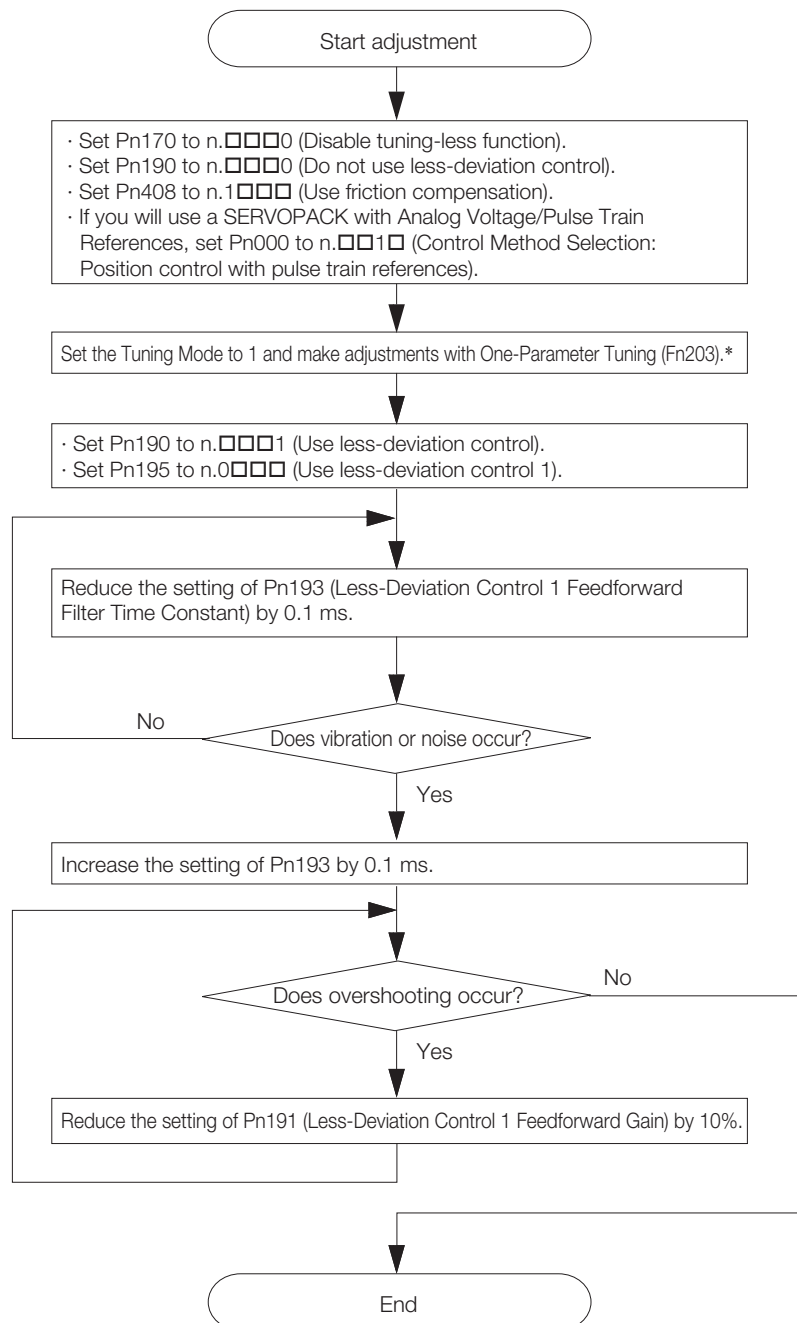 Start adjustment
· Set Pn170 to n.□□□0 (Disable tuning-less function).
· Set Pn190 to n.□□□0 (Do not use less-deviation control).
· Set Pn408 to n.1□□□ (Use friction compensation).
· If you will use a SERVOPACK with Analog Voltage/Pulse Train
References, set Pn000 to n.□□1□ (Control Method Selection:
Position control with pulse train references).
Set the Tuning Mode to 1 and make adjustments with One-Parameter Tuning (Fn203).*
· Set Pn190 to n.□□□1 (Use less-deviation control).
· Set Pn195 to n.0□□□ (Use less-deviation control 1).
Reduce the setting of Pn193 (Less-Deviation Control 1 Feedforward
Filter Time Constant) by 0.1 ms.
No
Does vibration or noise occur?
Yes
Increase the setting of Pn193 by 0.1 ms.
No
Does overshooting occur?
Yes
Reduce the setting of Pn191 (Less-Deviation Control 1 Feedforward Gain) by 10%.
End